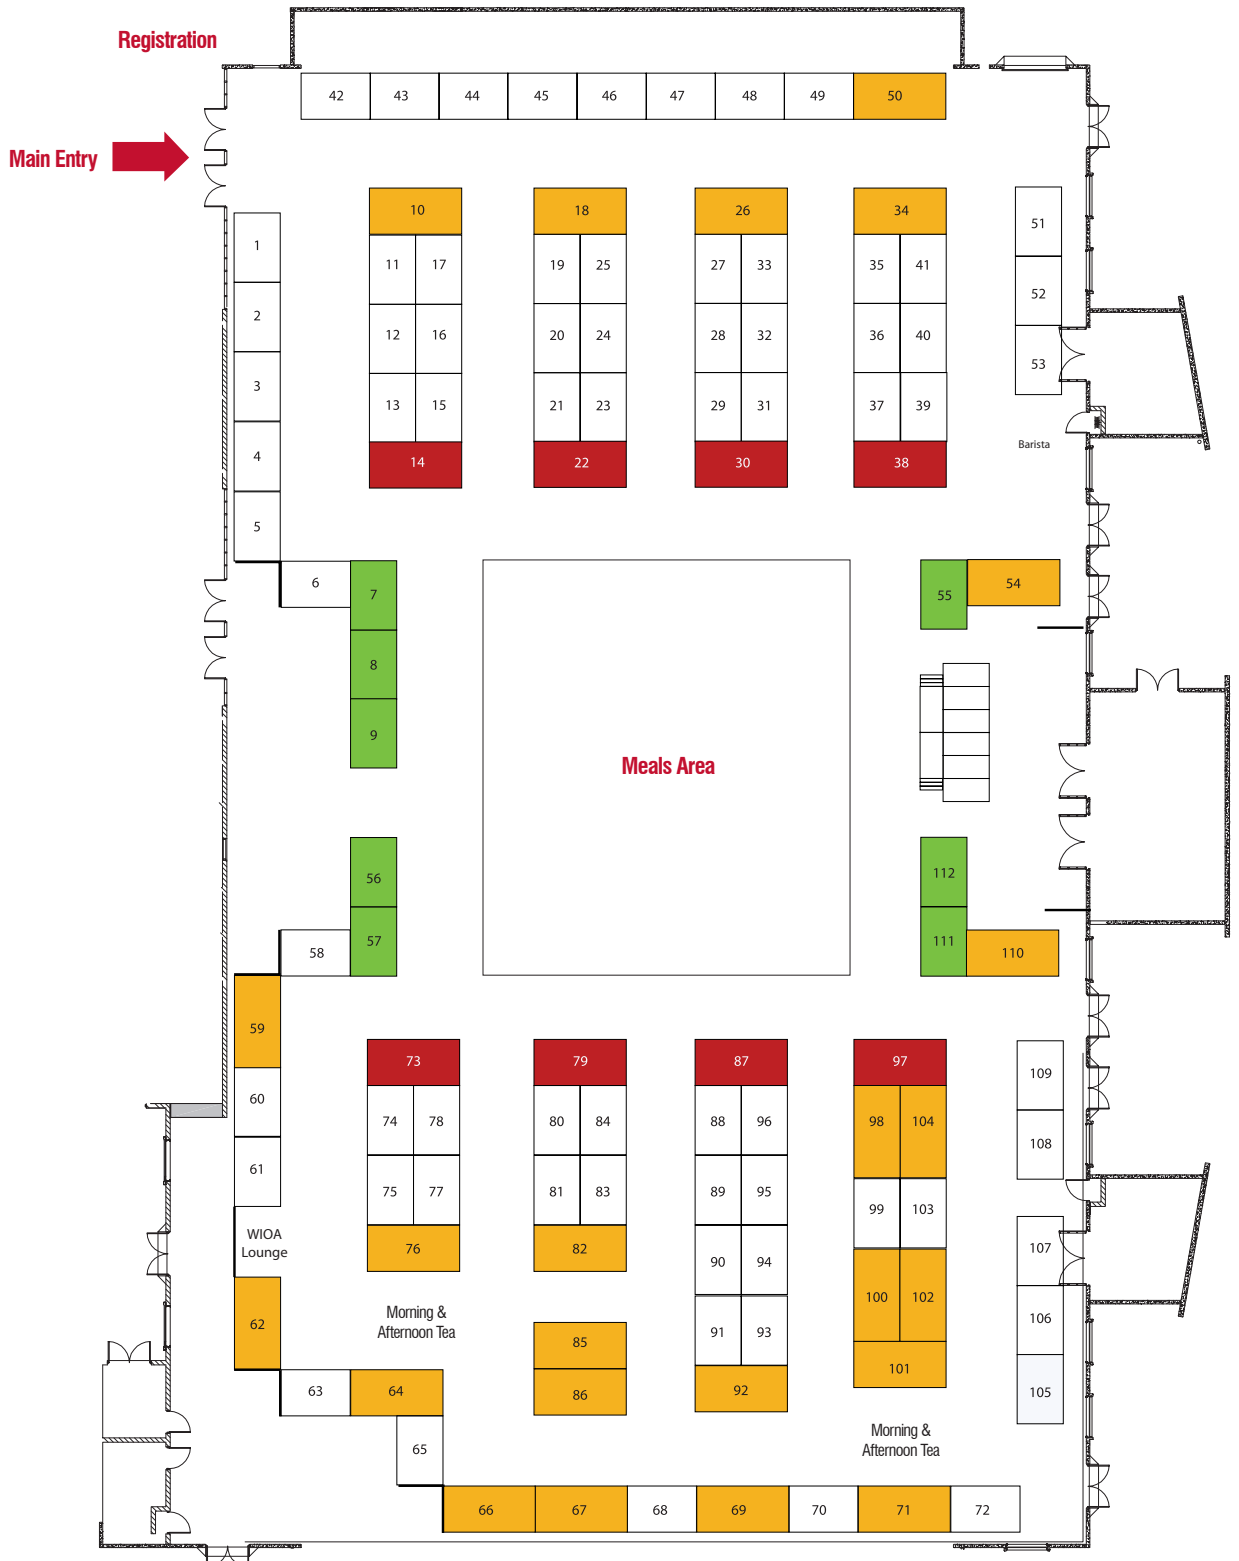 Registration
42 43 44 45 46 47 48 49 50
Main Entry
10 18 26 34
51
1
11 17 19 25 27 33 35 41
52
2
12 16 20 24 28 32 36 40
53
3
13 15 21 23 29 31 37 39
Barista
4
14 22 30 38
5
6 7 55 54
8
9
Meals Area
56 112
57 111
58 110
59
73 79 87 97
109
60
74 78 80 84 88 96 98 104
108
61
75 77 81 83 89 95 99 103
WIOA
Lounge
76 82 107
90 94
62
Morning &
Afternoon Tea
100 102
106
85
91 93
101
63 64 86 92 105
65
Morning &
Afternoon Tea
66 67 68 69 70 71 72